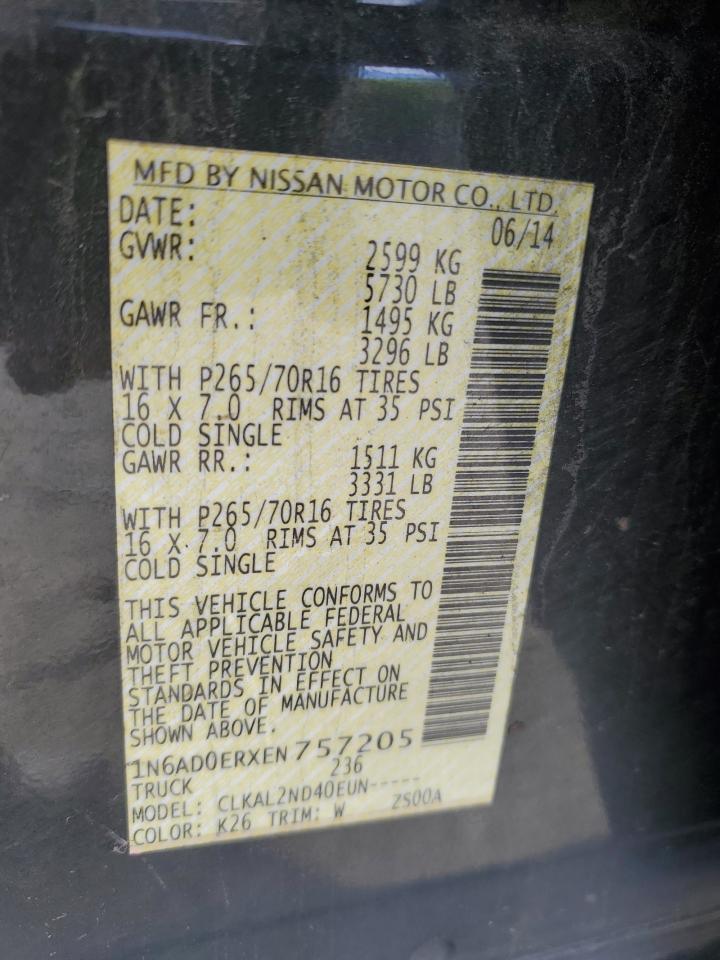 MFD BY NISSAN MOTOR CO., LTD.
DATE: 06/14
GVWR: 2599 KG
5730 LB
GAWR FR.: 1495 KG
3296 LB
WITH P265/70R16 TIRES
16 X 7.0 RIMS AT 35 PSI
COLD SINGLE
GAWR RR.: 1511 KG
3331 LB
WITH P265/70R16 TIRES
16 X 7.0 RIMS AT 35 PSI
COLD SINGLE
THIS VEHICLE CONFORMS TO
ALL APPLICABLE FEDERAL
MOTOR VEHICLE SAFETY AND
THEFT PREVENTION
STANDARDS IN EFFECT ON
THE DATE OF MANUFACTURE
SHOWN ABOVE.
1N6AD0ERXEN757205
TRUCK 236
MODEL: CLKAL2ND40EUN-----
COLOR: K26 TRIM: W ZS00A